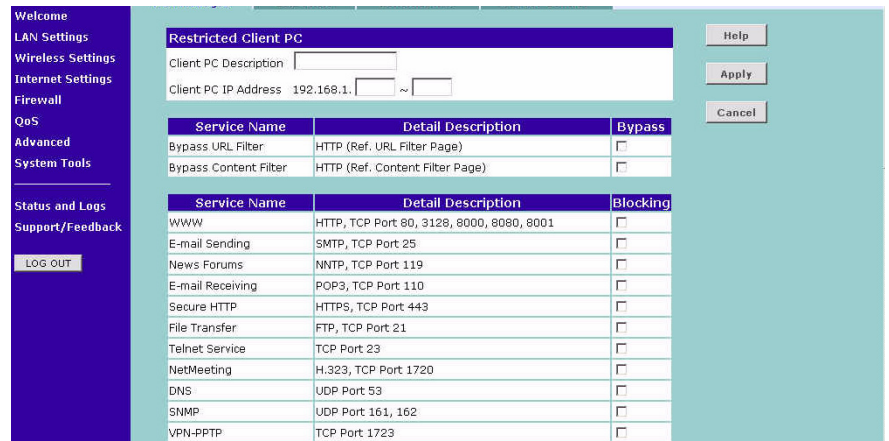 Welcome
LAN Settings
Wireless Settings
Internet Settings
Firewall
QoS
Advanced
System Tools
Status and Logs
Support/Feedback
LOG OUT
Restricted Client PC
Client PC Description
Client PC IP Address 192.168.1. ~
Service Name Detail Description Bypass
Bypass URL Filter HTTP (Ref. URL Filter Page)
Bypass Content Filter HTTP (Ref. Content Filter Page)
Service Name Detail Description Blocking
WWW HTTP, TCP Port 80, 3128, 8000, 8080, 8001
E-mail Sending SMTP, TCP Port 25
News Forums NNTP, TCP Port 119
E-mail Receiving POP3, TCP Port 110
Secure HTTP HTTPS, TCP Port 443
File Transfer FTP, TCP Port 21
Telnet Service TCP Port 23
NetMeeting H.323, TCP Port 1720
DNS UDP Port 53
SNMP UDP Port 161, 162
VPN-PPTP TCP Port 1723
Help
Apply
Cancel